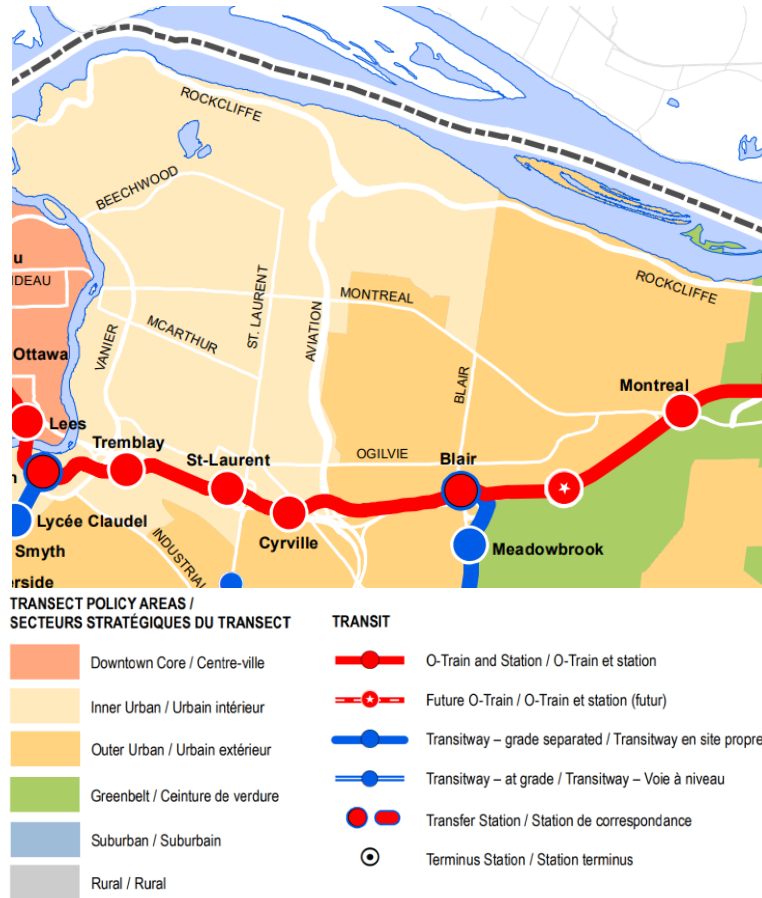 ROCKCLIFFE
BEECHWOOD
u
IDEAU
MONTREAL
ROCKCLIFFE
ST. LAURENT
AVIATION
MCARTHUR
VANIER
Ottawa
BLAIR
Montreal
Lees
Tremblay
St-Laurent
OGILVIE
Blair
n
Lycée Claudel
Cyrville
Meadowbrook
Smyth
INDUSTRIAL
erside
TRANSECT POLICY AREAS /
SECTEURS STRATÉGIQUES DU TRANSECT
Downtown Core / Centre-ville
Inner Urban / Urbain intérieur
Outer Urban / Urbain extérieur
Greenbelt / Ceinture de verdure
Suburban / Suburbain
Rural / Rural
TRANSIT
O-Train and Station / O-Train et station
Future O-Train / O-Train et station (futur)
Transitway – grade separated / Transitway en site propre
Transitway – at grade / Transitway – Voie à niveau
Transfer Station / Station de correspondance
Terminus Station / Station terminus